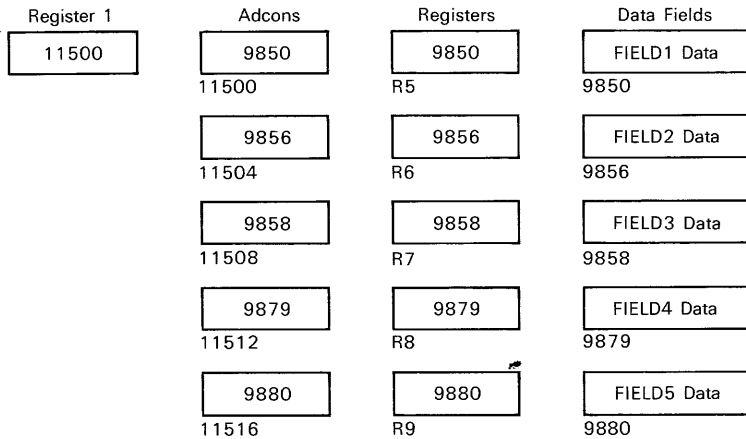 Register 1 Adcons Registers Data Fields
11500 9850 9850 FIELD1 Data
11500 R5 9850
9856 9856 FIELD2 Data
11504 R6 9856
9858 9858 FIELD3 Data
11508 R7 9858
9879 9879 FIELD4 Data
11512 R8 9879
9880 9880 FIELD5 Data
11516 R9 9880